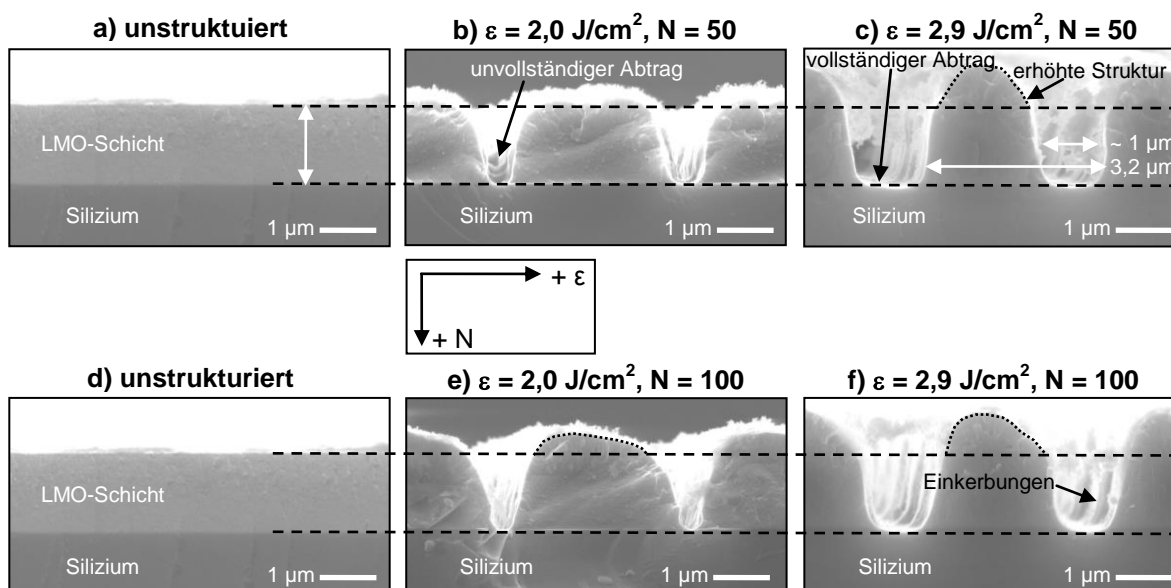 a) unstruktuiert
b) ε = 2,0 J/cm², N = 50
c) ε = 2,9 J/cm², N = 50
unvollständiger Abtrag
vollständiger Abtrag
erhöhte Struktur
LMO-Schicht
~ 1 µm
3,2 µm
Silizium
1 µm
Silizium
1 µm
Silizium
1 µm
+ ε
+ N
d) unstrukturiert
e) ε = 2,0 J/cm², N = 100
f) ε = 2,9 J/cm², N = 100
LMO-Schicht
Einkerbungen
Silizium
1 µm
Silizium
1 µm
Silizium
1 µm